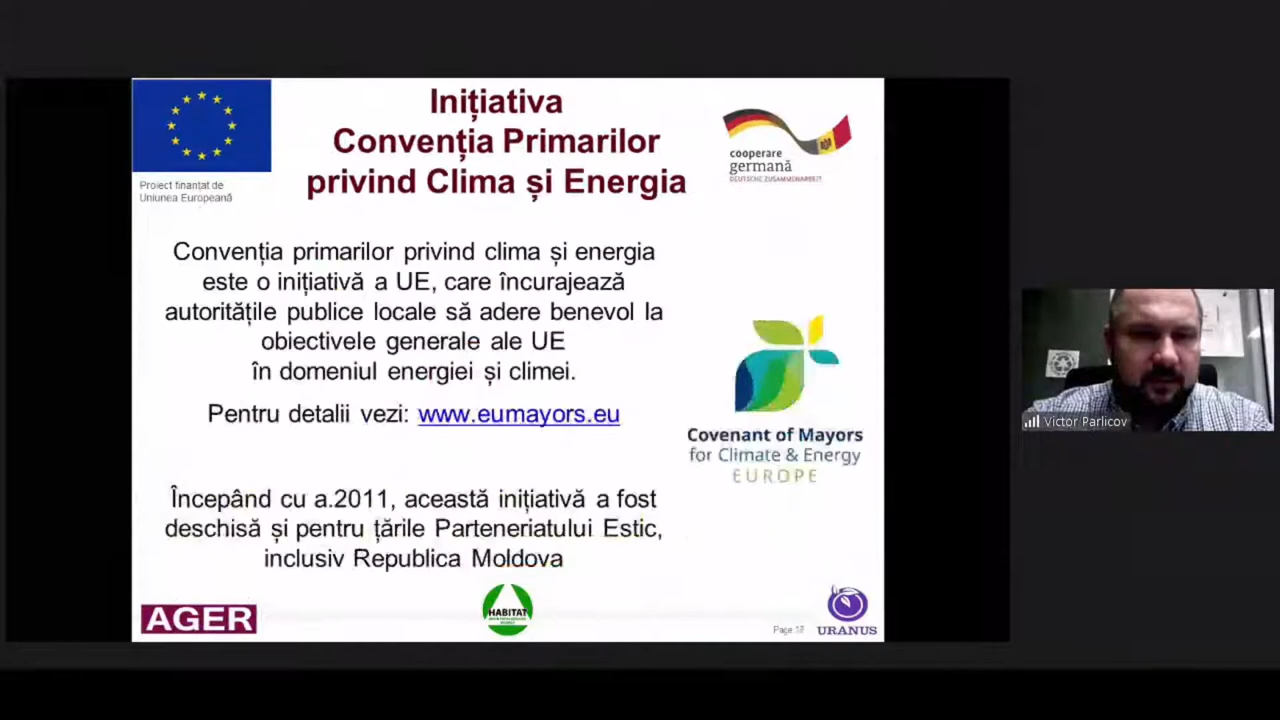 Inițiativa
Convenția Primarilor
privind Clima și Energia
Proiect finanțat de
Uniunea Europeană
cooperare
germană
DEUTSCHE ZUSAMMENARBEIT
Convenția primarilor privind clima și energia
este o inițiativă a UE, care încurajează
autoritățile publice locale să adere benevol la
obiectivele generale ale UE
în domeniul energiei și climei.
Pentru detalii vezi: www.eumayors.eu
Covenant of Mayors
for Climate & Energy
EUROPE
Victor Parlicov
Începând cu a.2011, această inițiativă a fost
deschisă și pentru țările Parteneriatului Estic,
inclusiv Republica Moldova
AGER
HABITAT
Page
URANUS